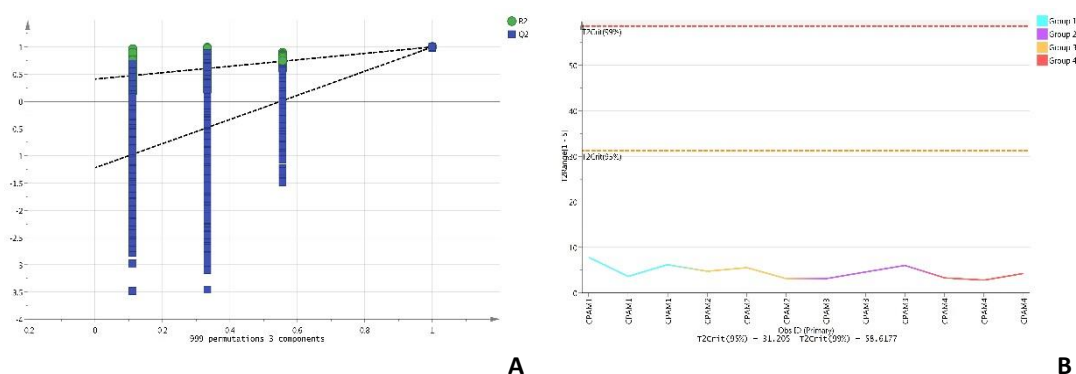 R2
Q2
1
0.5
0
0.5
-1
-1.5
-2
-2.5
3
3.5
-4
0.2
0
0.2
0.4
0.6
0.8
1
999 permutations 3 components
A
Group 1
Group 2
Group 3
Group 4
T2Crit(99%)
T2Crit(95%)
T2Range[1 - 5]
50
40
30
20
10
0
CPAM1
CPAM1
CPAM1
CPAM2
CPAM2
CPAM2
CPAM3
CPAM3
CPAM4
CPAM4
CPAM4
Obs ID (Primary)
T2Crit(95%) - 31.205 T2Crit(99%) - 58.6177
B